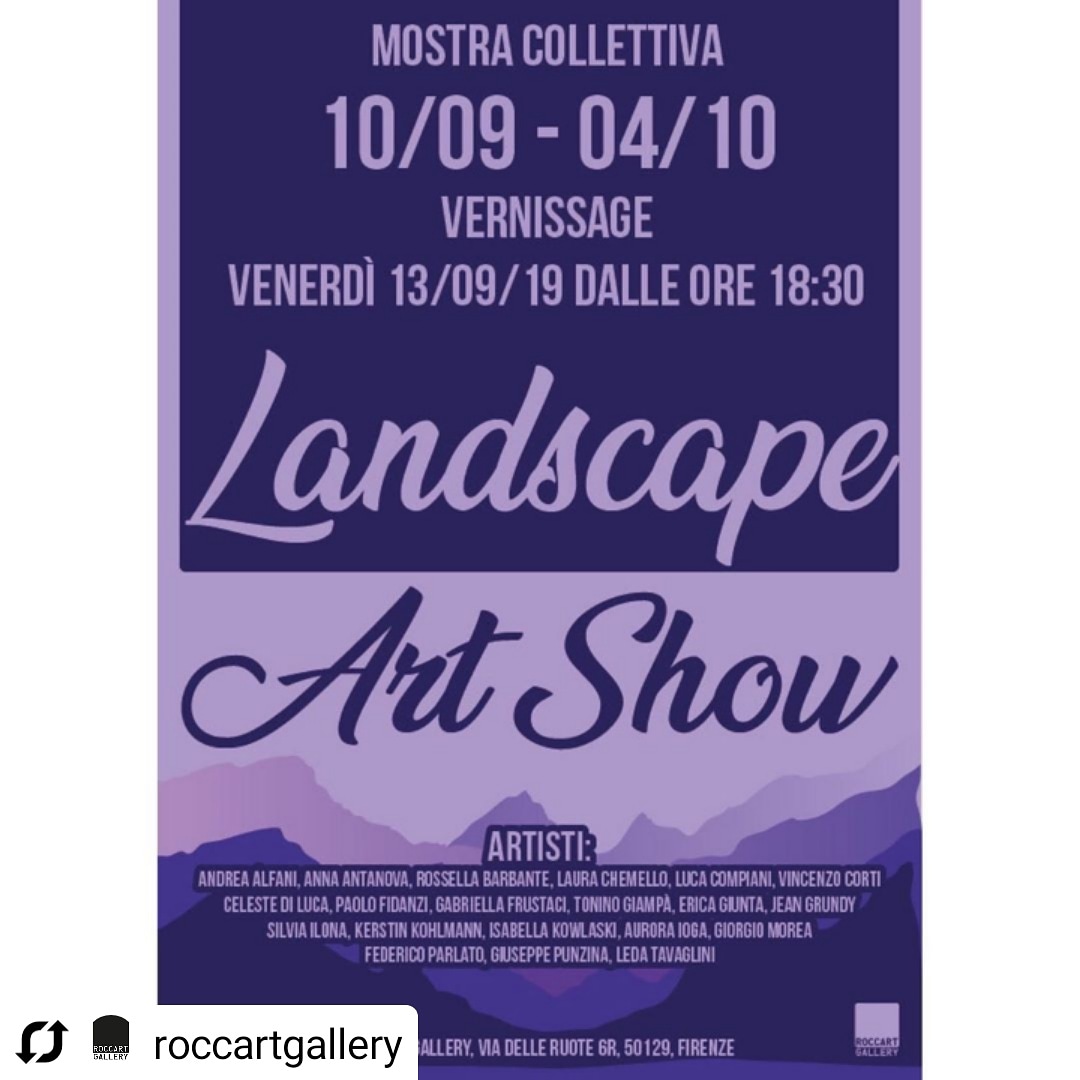 MOSTRA COLLETTIVA
10/09 - 04/10
VERNISSAGE
VENERDÌ 13/09/19 DALLE ORE 18:30
Landscape
Art Show
ARTISTI:
ANDREA ALFANI, ANNA ANTANOVA, ROSSELLA BARBANTE, LAURA CHEMELLO, LUCA COMPIANI, VINCENZO CORTI
CELESTE DI LUCA, PAOLO FIDANZI, GABRIELLA FRUSTACI, TONINO GIAMPÀ, ERICA GIUNTA, JEAN GRUNDY
SILVIA ILONA, KERSTIN KOHLMANN, ISABELLA KOWLASKI, AURORA IOGA, GIORGIO MOREA
FEDERICO PARLATO, GIUSEPPE PUNZINA, LEDA TAVAGLINI
GALLERY, VIA DELLE RUOTE 6R, 50129, FIRENZE
ROCCART
GALLERY
ROCCART
GALLERY
roccartgallery